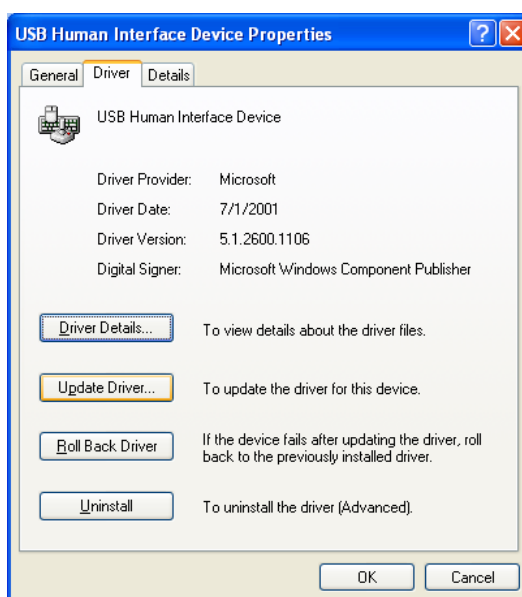 USB Human Interface Device Properties
General Driver Details
USB Human Interface Device
Driver Provider: Microsoft
Driver Date: 7/1/2001
Driver Version: 5.1.2600.1106
Digital Signer: Microsoft Windows Component Publisher
Driver Details... To view details about the driver files.
Update Driver... To update the driver for this device.
Roll Back Driver If the device fails after updating the driver, roll
back to the previously installed driver.
Uninstall To uninstall the driver (Advanced).
OK Cancel